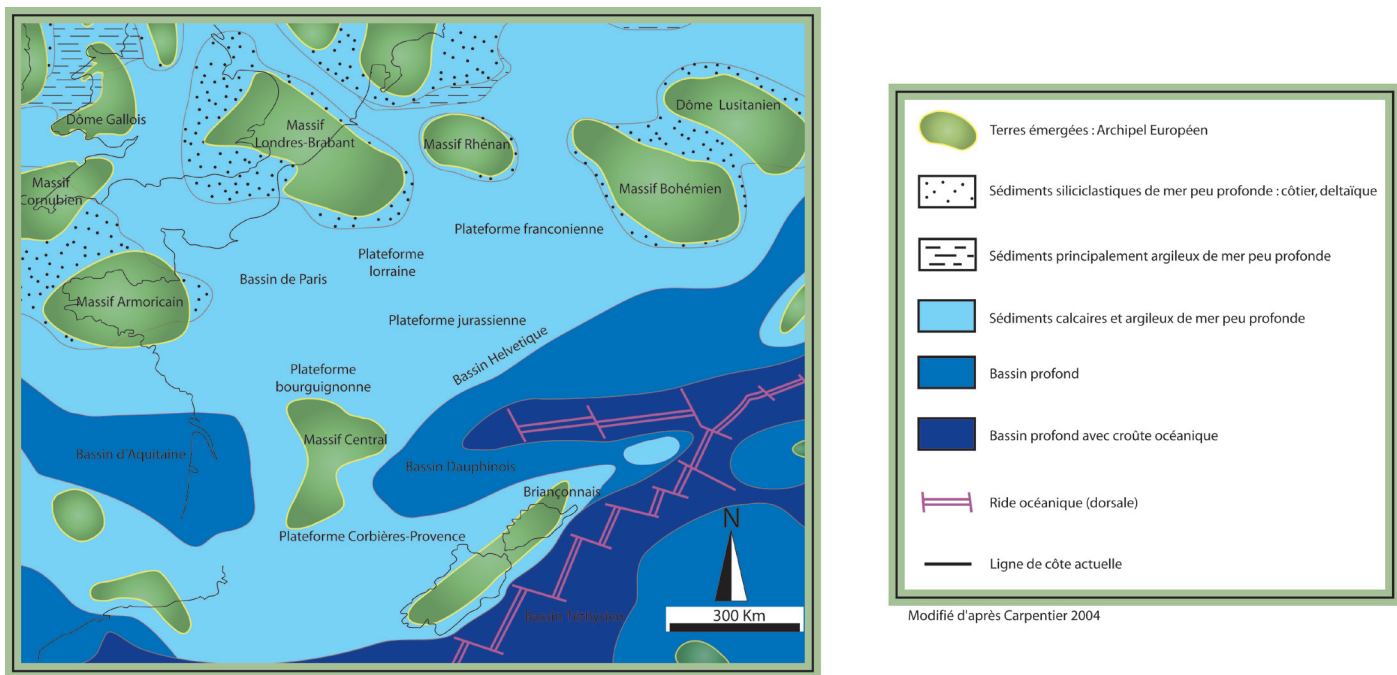 Dôme Gallois
Massif
Londres-Brabant
Massif Rhénan
Dôme Lusitanien
Massif Bohémien
Massif
Cornubien
Plateforme franconienne
Plateforme
lorraine
Bassin de Paris
Massif Armoricain
Plateforme jurassienne
Bassin Helvetique
Plateforme
bourguignonne
Massif Central
Bassin d'Aquitaine
Bassin Dauphinois
Briançonnais
Plateforme Corbières-Provence
N
Bassin Téthysien
300 Km
Terres émergées : Archipel Européen
Sédiments siliciclastiques de mer peu profonde : côtier, deltaïque
Sédiments principalement argileux de mer peu profonde
Sédiments calcaires et argileux de mer peu profonde
Bassin profond
Bassin profond avec croûte océanique
Ride océanique (dorsale)
Ligne de côte actuelle
Modifié d'après Carpentier 2004